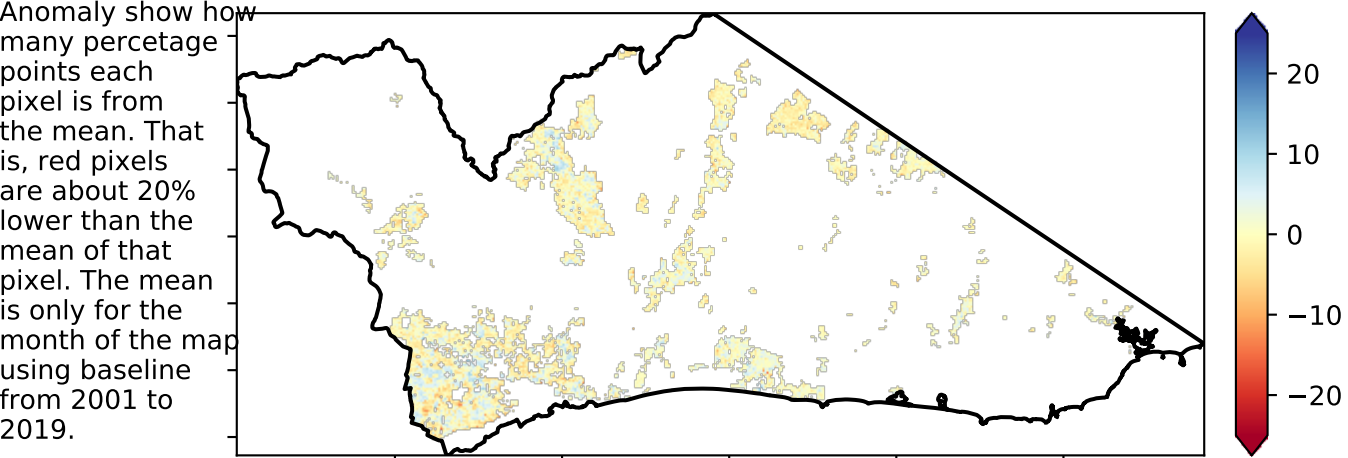 Anomaly show how
many percetage
points each
pixel is from
the mean. That
is, red pixels
are about 20%
lower than the
mean of that
pixel. The mean
is only for the
month of the map
using baseline
from 2001 to
2019.
20
10
0
−10
−20